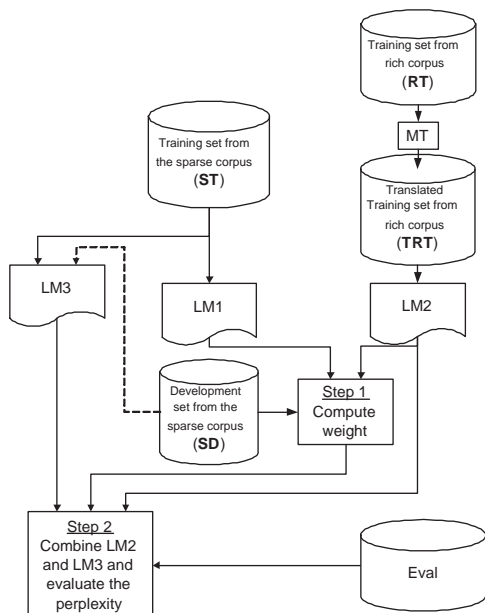 Training set from
rich corpus
(RT)
MT
Training set from
the sparse corpus
(ST)
Translated
Training set from
rich corpus
(TRT)
LM3
LM1
LM2
Development
set from the
sparse corpus
(SD)
Step 1
Compute
weight
Step 2
Combine LM2
and LM3 and
evaluate the
perplexity
Eval